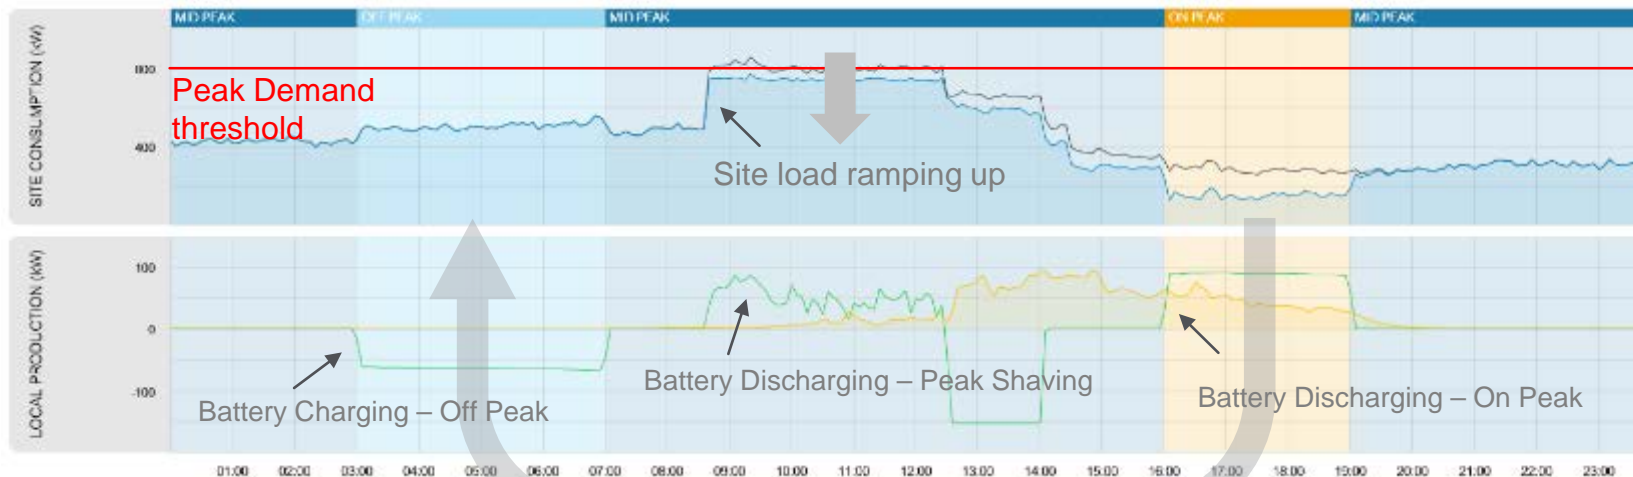 MID PEAK
OFF PEAK
MID PEAK
ON PEAK
MID PEAK
SITE CONSUMPTION (kW)
800
400
Peak Demand
threshold
Site load ramping up
LOCAL PRODUCTION (kW)
100
0
-100
Battery Charging – Off Peak
Battery Discharging – Peak Shaving
Battery Discharging – On Peak
01:00 02:00 03:00 04:00 05:00 06:00 07:00 08:00 09:00 10:00 11:00 12:00 13:00 14:00 15:00 16:00 17:00 18:00 19:00 20:00 21:00 22:00 23:00